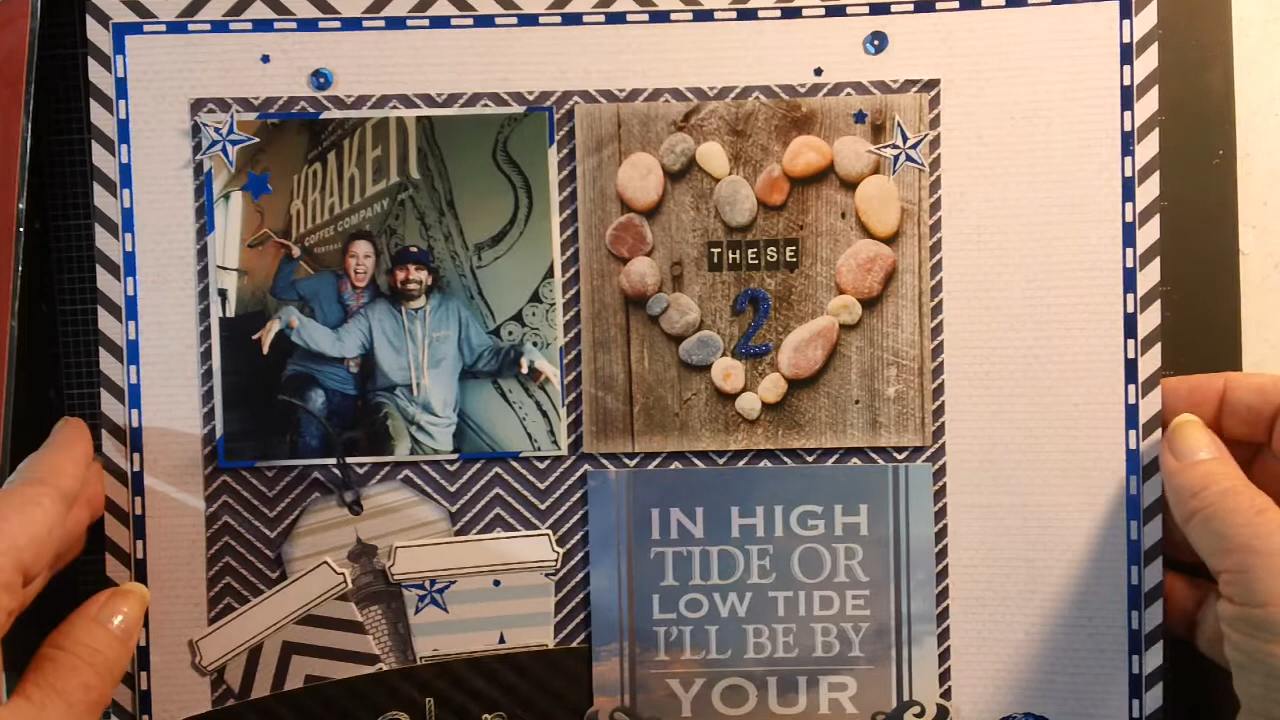 KRAKEN
COFFEE COMPANY
THESE
2
IN HIGH
TIDE OR
LOW TIDE
I'LL BE BY
YOUR